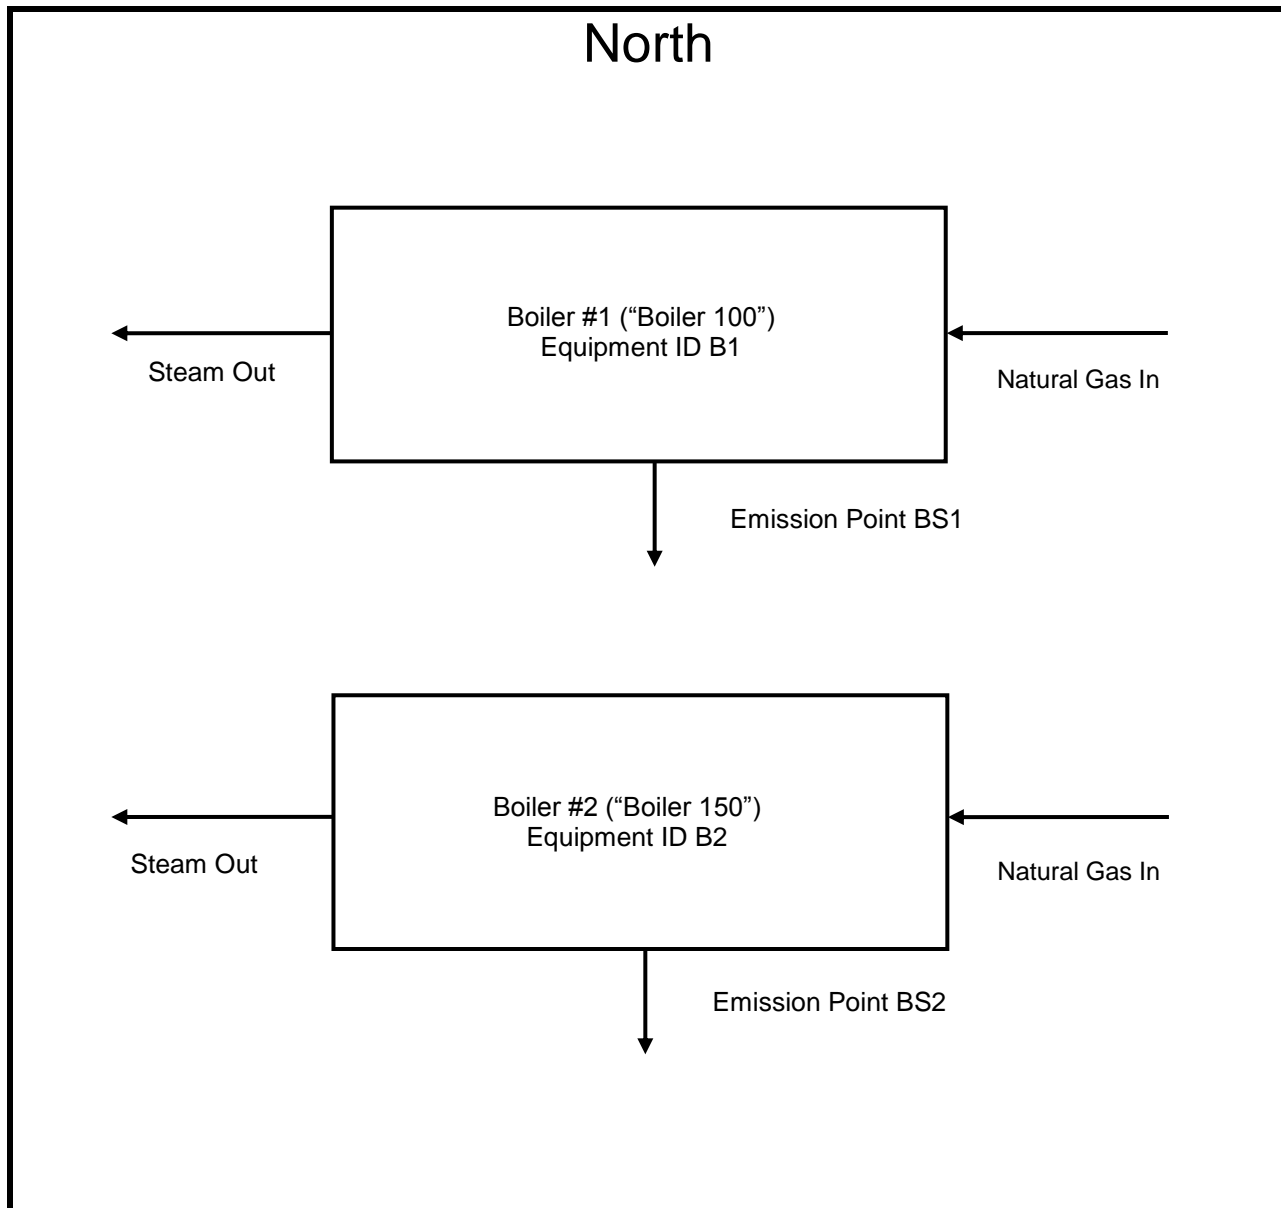 North
Boiler #1 (“Boiler 100”)
Equipment ID B1
Steam Out
Natural Gas In
Emission Point BS1
Boiler #2 (“Boiler 150”)
Equipment ID B2
Steam Out
Natural Gas In
Emission Point BS2